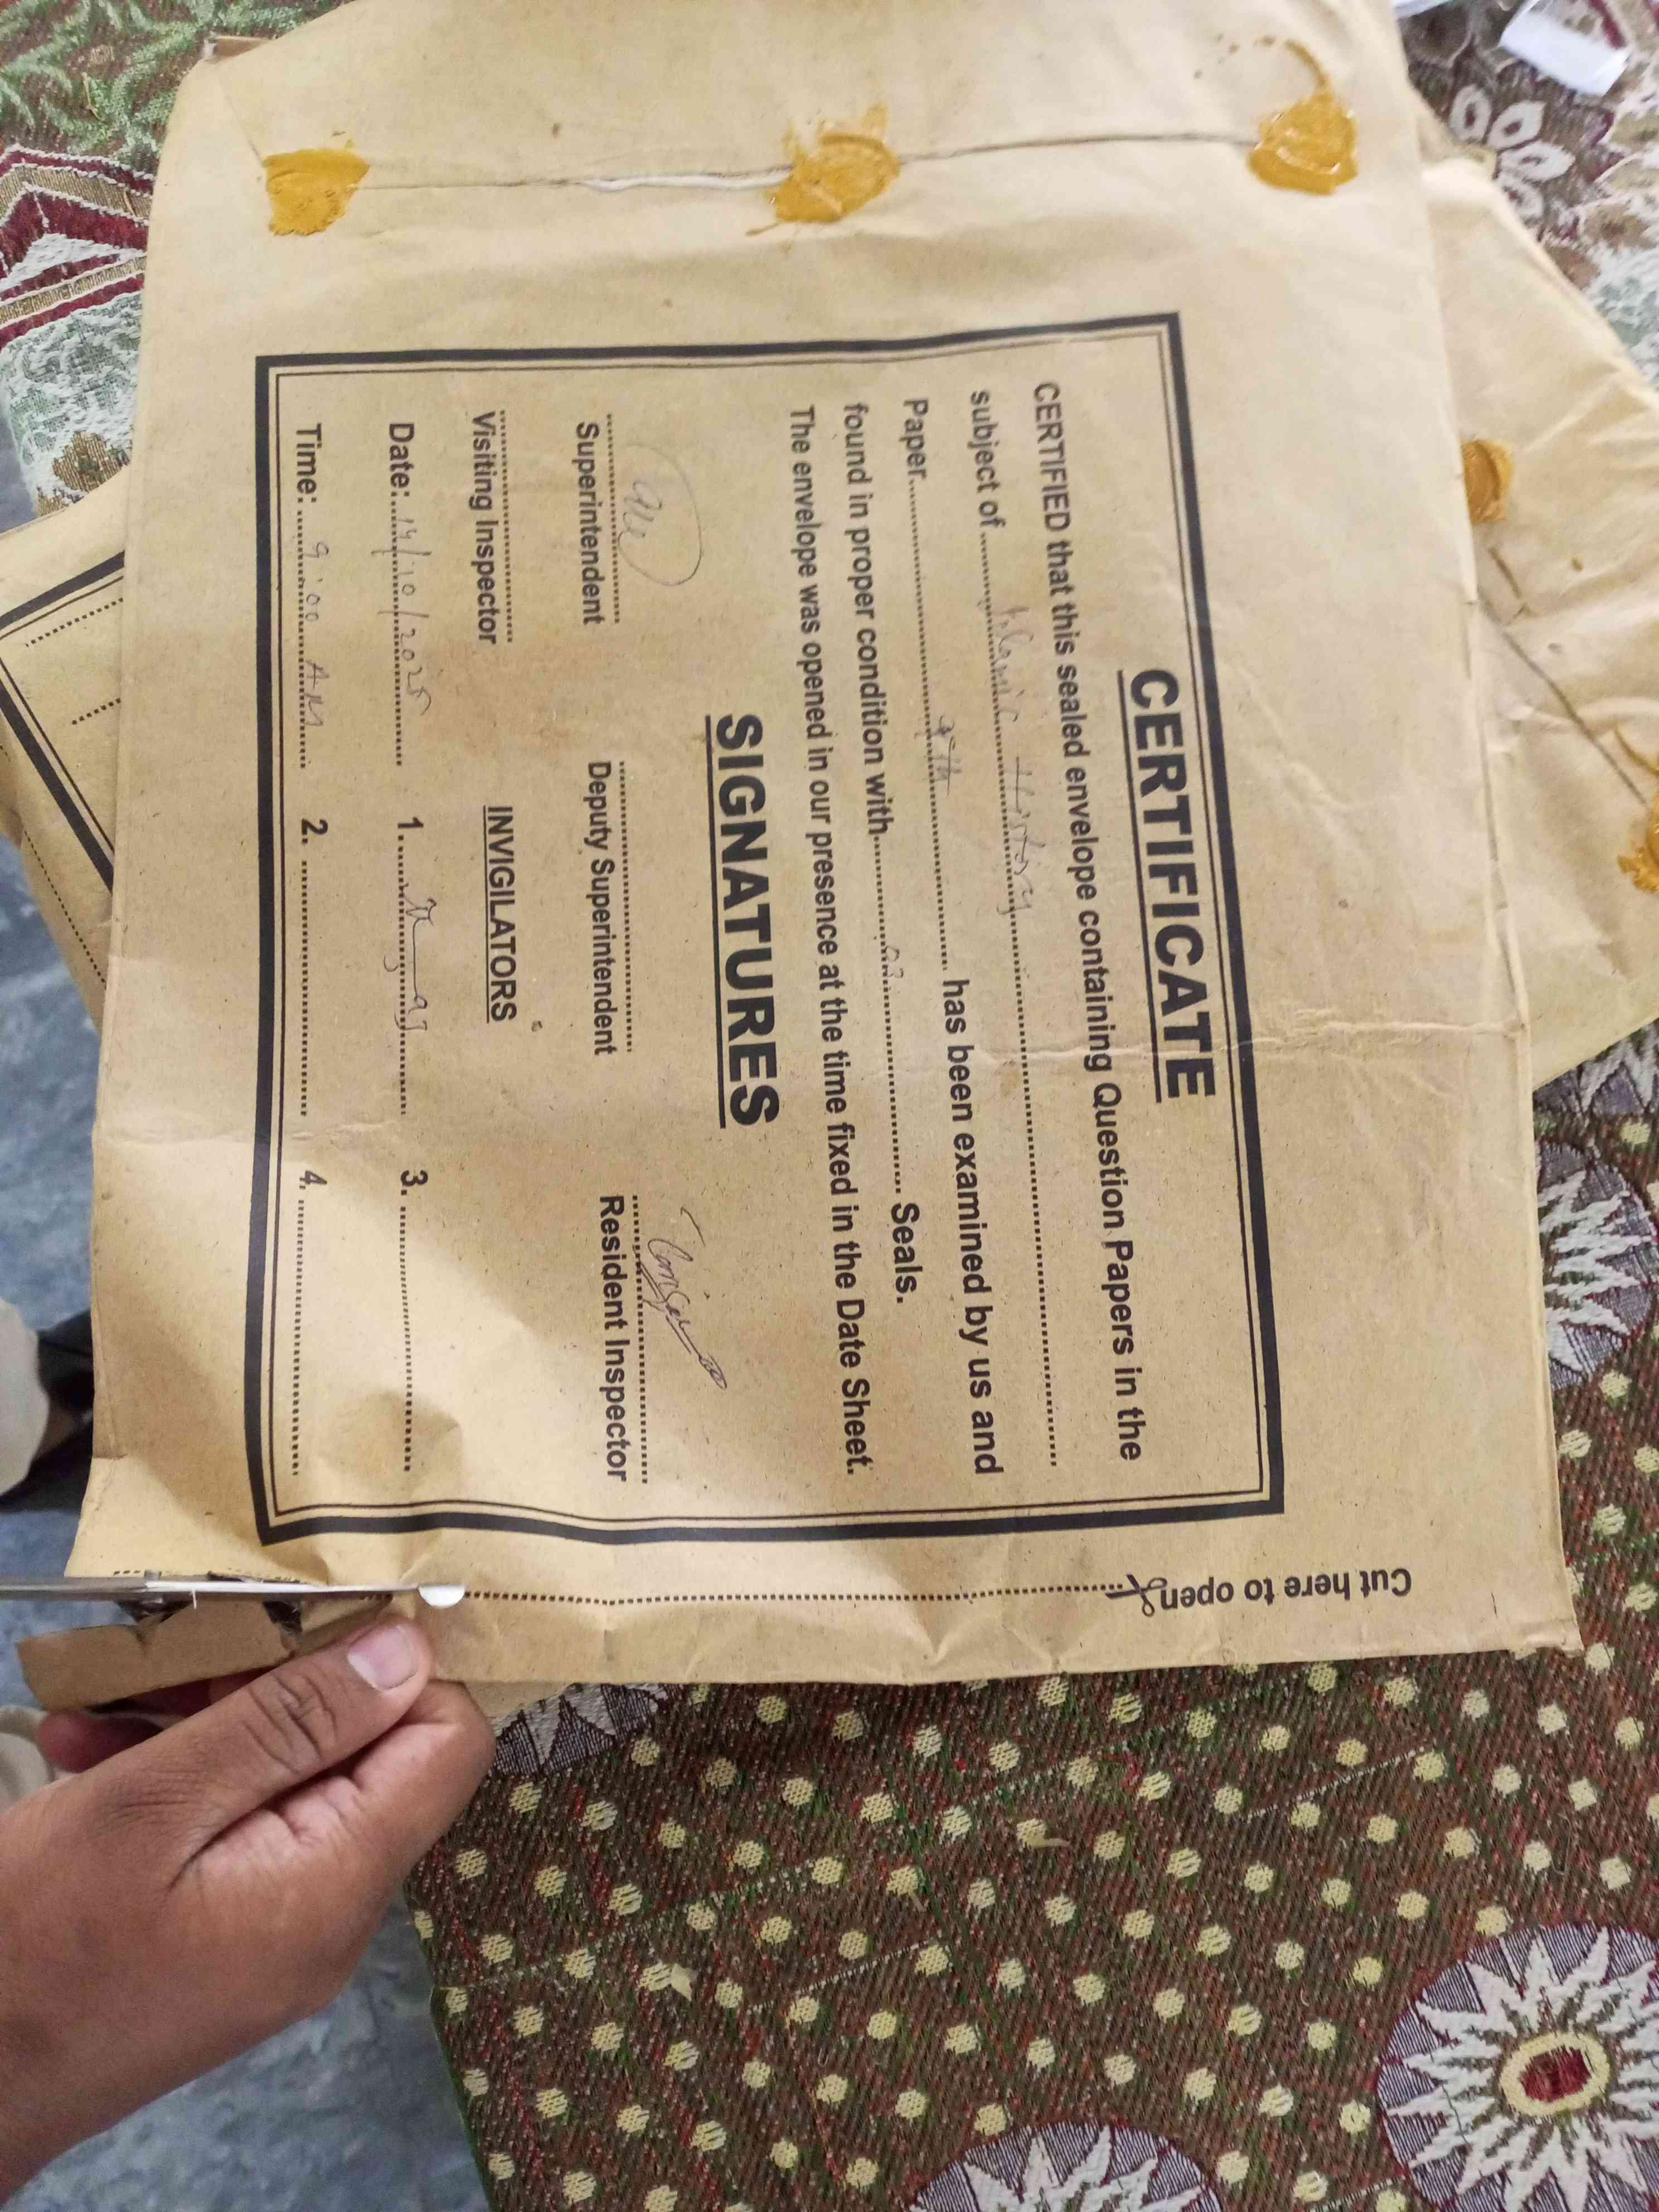 CERTIFICATE
CERTIFIED that this sealed envelope containing Question Papers in the
subject of Islamic History
Paper has been examined by us and
found in proper condition with 03 Seals.
The envelope was opened in our presence at the time fixed in the Date Sheet.
SIGNATURES
Superintendent Deputy Superintendent Resident Inspector
Visiting Inspector INVIGILATORS
Date: 14/10/2025 1. 3.
Time: 9:00 AM 2. 4.
Cut here to open